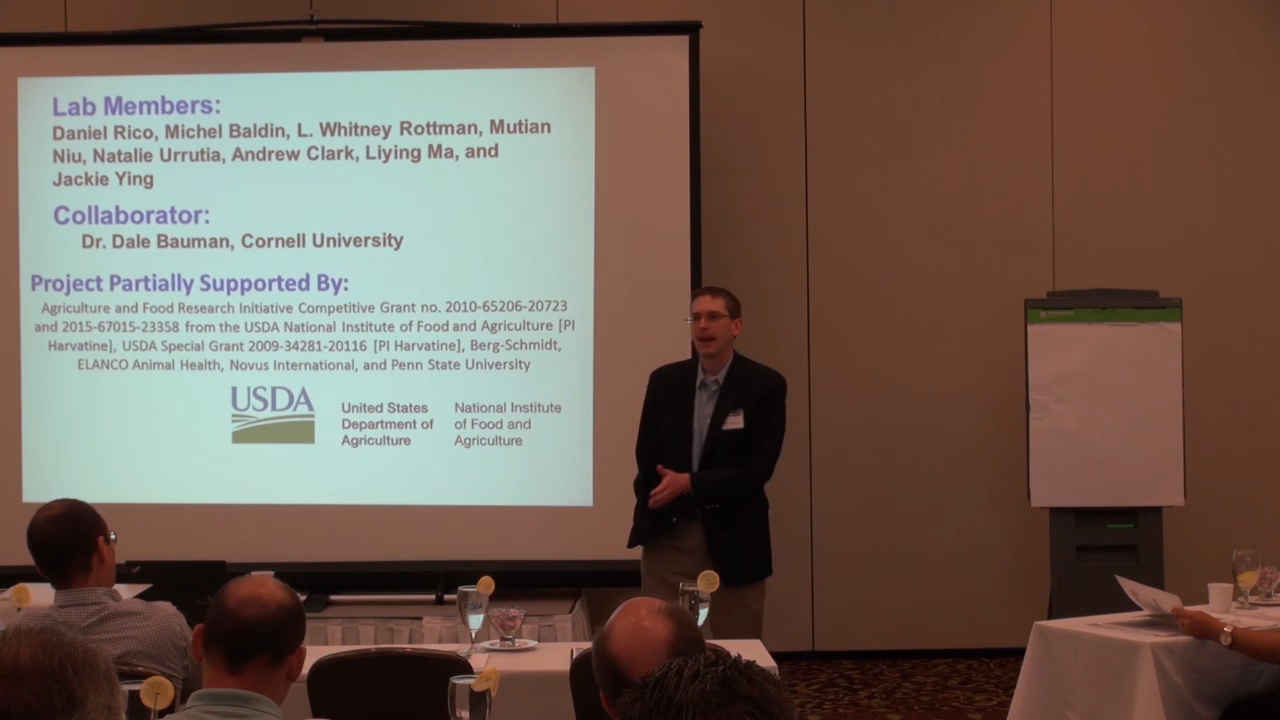 Lab Members:
Daniel Rico, Michel Baldin, L. Whitney Rottman, Mutian
Niu, Natalie Urrutia, Andrew Clark, Liying Ma, and
Jackie Ying
Collaborator:
Dr. Dale Bauman, Cornell University
Project Partially Supported By:
Agriculture and Food Research Initiative Competitive Grant no. 2010-65206-20723
and 2015-67015-23358 from the USDA National Institute of Food and Agriculture [PI
Harvatine], USDA Special Grant 2009-34281-20116 [PI Harvatine], Berg-Schmidt,
ELANCO Animal Health, Novus International, and Penn State University
USDA
United States
Department of
Agriculture
National Institute
of Food and
Agriculture